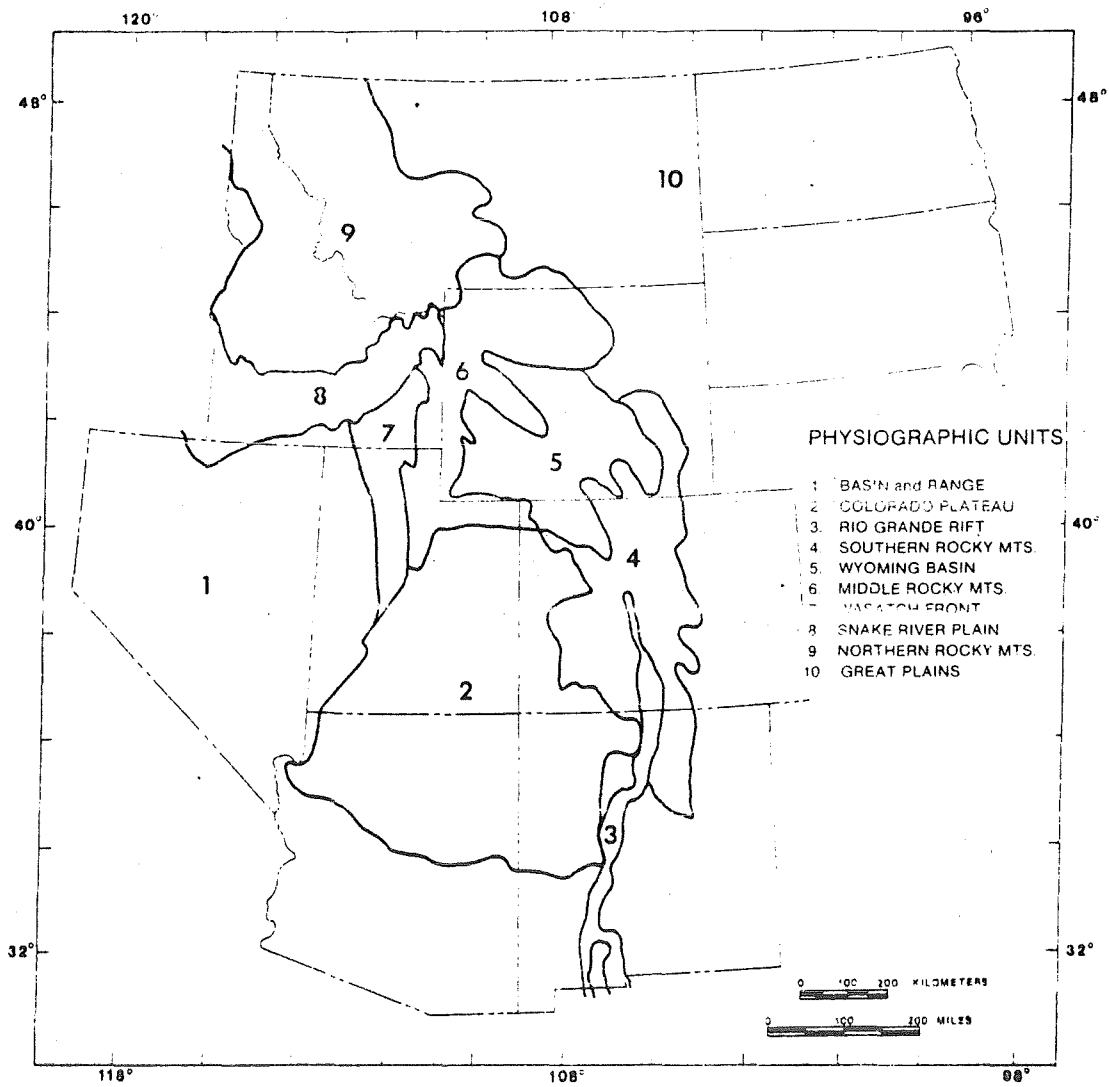 120° 108° 96°
48° 48°
10
9
6
8
7
PHYSIOGRAPHIC UNITS
5
1 BASIN and RANGE
2 COLORADO PLATEAU
40° 40°
3. RIO GRANDE RIFT
4. SOUTHERN ROCKY MTS.
4
5. WYOMING BASIN
1
6. MIDDLE ROCKY MTS.
7 WASATCH FRONT
8 SNAKE RIVER PLAIN
9 NORTHERN ROCKY MTS.
10 GREAT PLAINS
2
3
32° 32°
0 100 200 KILOMETERS
0 100 200 MILES
118° 108° 98°